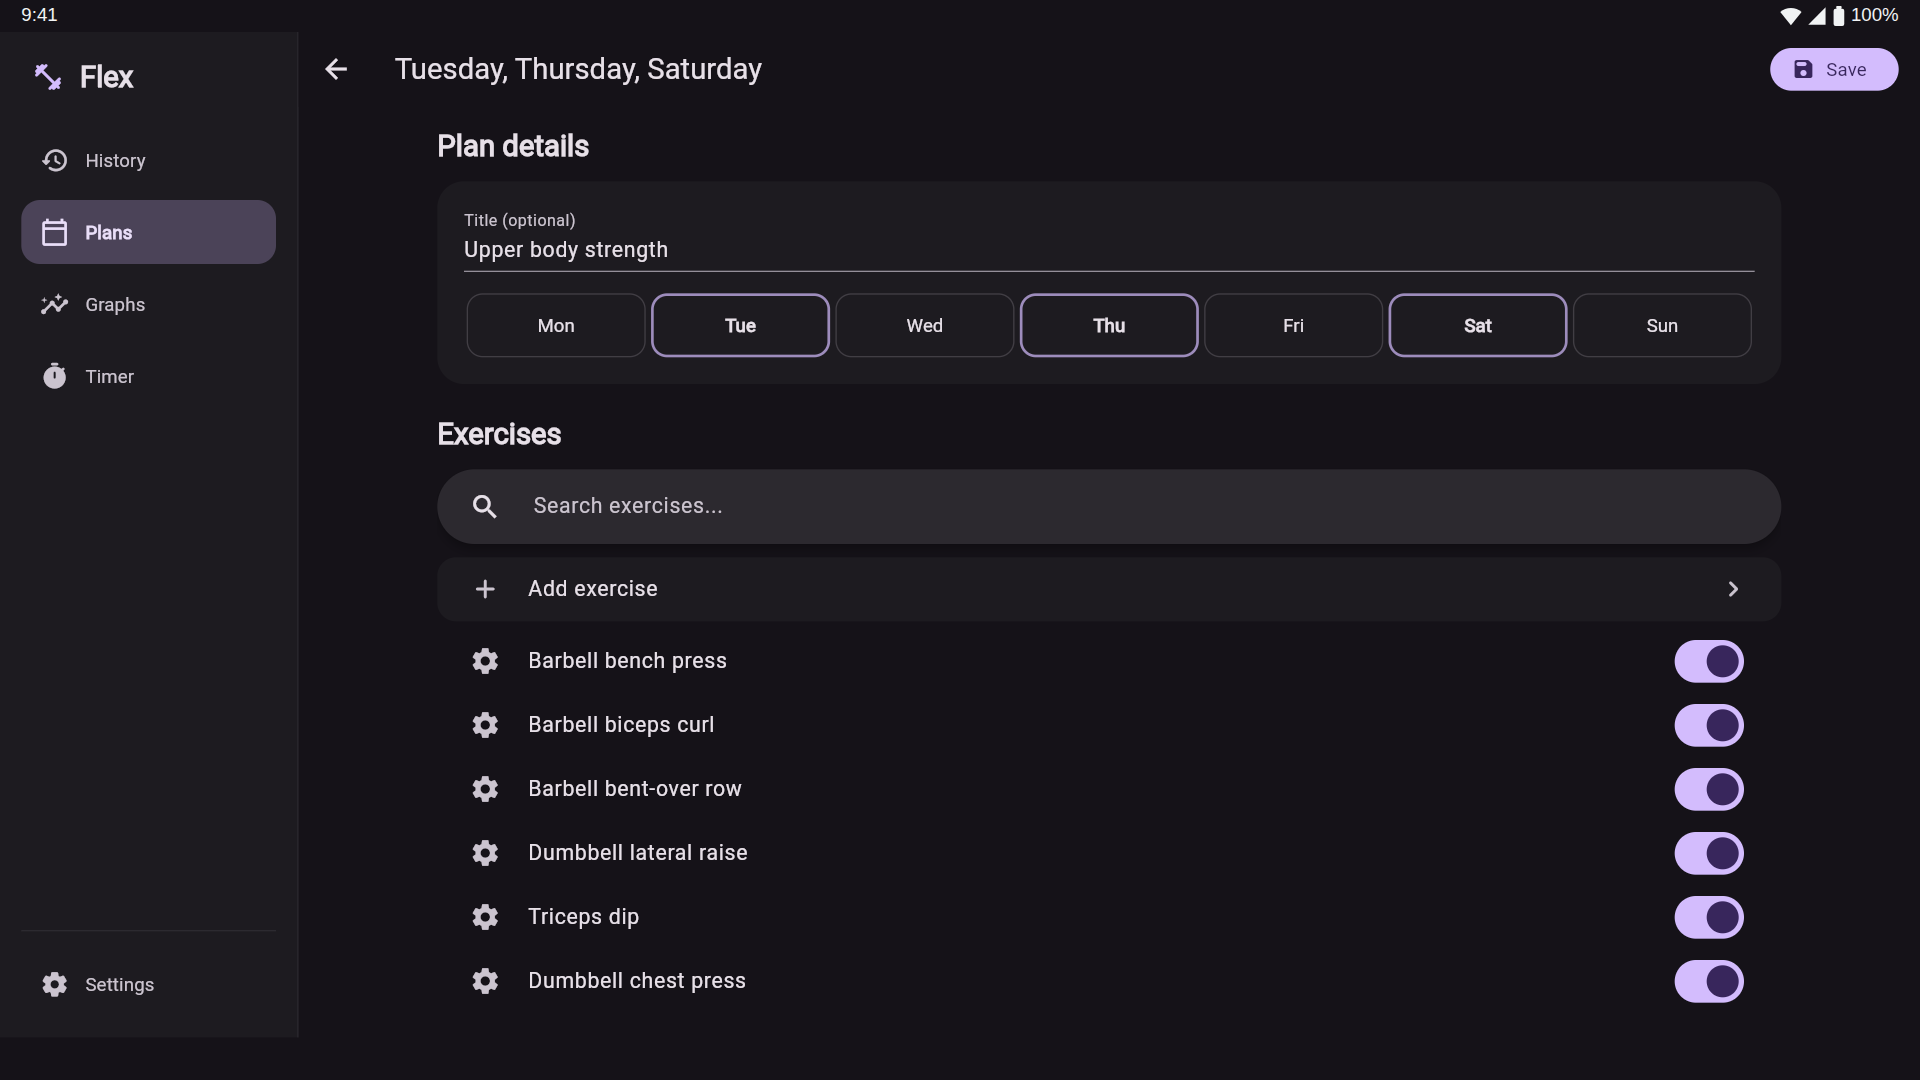 9:41
100%
Flex
History
Plans
Graphs
Timer
Settings
Tuesday, Thursday, Saturday
Save
Plan details
Title (optional)
Upper body strength
Mon Tue Wed Thu Fri Sat Sun
Exercises
Search exercises...
Add exercise
Barbell bench press
Barbell biceps curl
Barbell bent-over row
Dumbbell lateral raise
Triceps dip
Dumbbell chest press